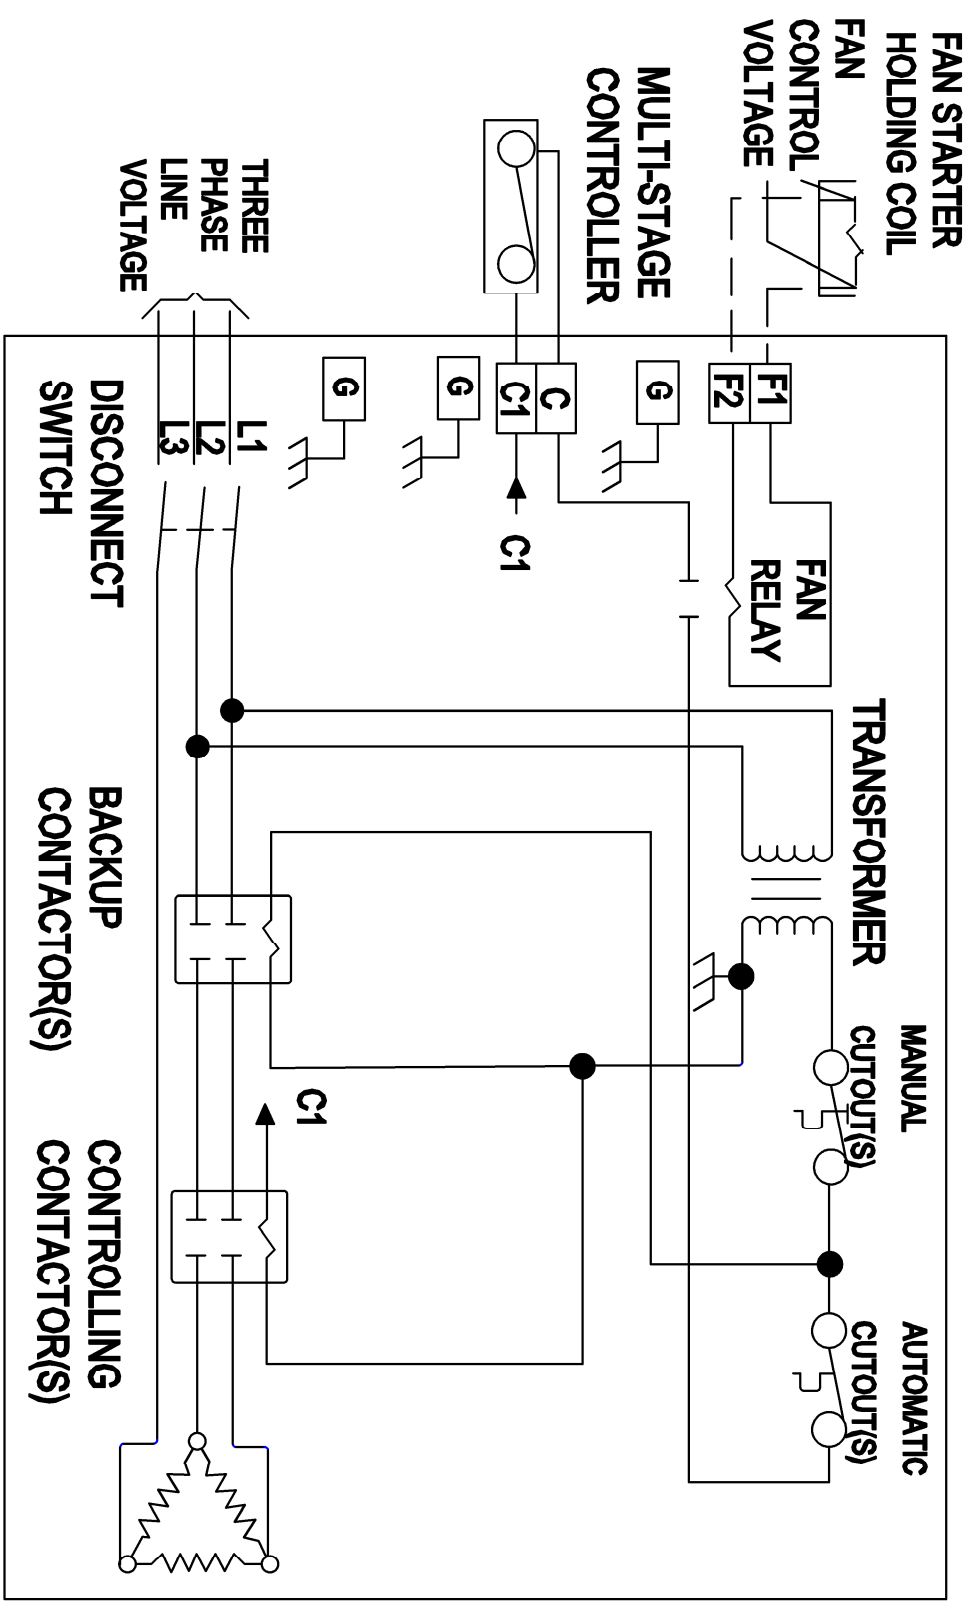 FAN STARTER
HOLDING COIL
FAN
CONTROL
VOLTAGE
MULTI-STAGE
CONTROLLER
THREE
PHASE
LINE
VOLTAGE
F1
F2
G
C
C1
G
G
L1
L2
L3
DISCONNECT
SWITCH
C1
FAN
RELAY
TRANSFORMER
BACKUP
CONTACTOR(S)
MANUAL
CUTOUT(S)
C1
CONTROLLING
CONTACTOR(S)
AUTOMATIC
CUTOUT(S)